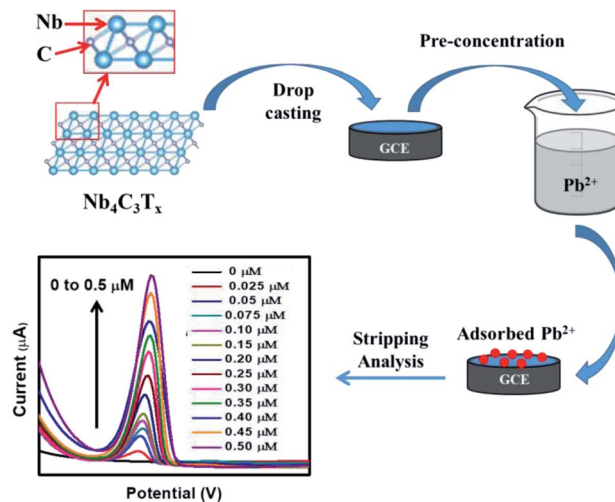 Nb
C
Nb₄C₃Tₓ
Drop
casting
GCE
Pre-concentration
Pb²⁺
Adsorbed Pb²⁺
GCE
Stripping
Analysis
0 to 0.5 μM
0 μM
0.025 μM
0.05 μM
0.075 μM
0.10 μM
0.15 μM
0.20 μM
0.25 μM
0.30 μM
0.35 μM
0.40 μM
0.45 μM
0.50 μM
Current (μA)
Potential (V)